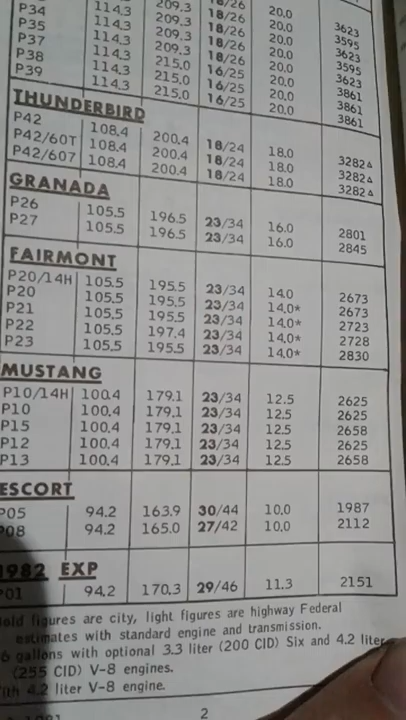 P34 114.3 209.3 18/26 20.0 3623
P35 114.3 209.3 18/26 20.0 3595
P37 114.3 209.3 18/26 20.0 3623
P38 114.3 215.0 16/25 20.0 3861
P39 114.3 215.0 16/25 20.0 3861
THUNDERBIRD
P42 108.4 200.4 18/24 18.0 3282▵
P42/60T 108.4 200.4 18/24 18.0 3282▵
P42/607 108.4 200.4 18/24 18.0 3282▵
GRANADA
P26 105.5 196.5 23/34 16.0 2801
P27 105.5 196.5 23/34 16.0 2845
FAIRMONT
P20/14H 105.5 195.5 23/34 14.0 2673
P20 105.5 195.5 23/34 14.0* 2673
P21 105.5 195.5 23/34 14.0* 2723
P22 105.5 197.4 23/34 14.0* 2728
P23 105.5 195.5 23/34 14.0* 2830
MUSTANG
P10/14H 100.4 179.1 23/34 12.5 2625
P10 100.4 179.1 23/34 12.5 2625
P15 100.4 179.1 23/34 12.5 2658
P12 100.4 179.1 23/34 12.5 2625
P13 100.4 179.1 23/34 12.5 2658
ESCORT
P05 94.2 163.9 30/44 10.0 1987
P08 94.2 165.0 27/42 10.0 2112
1982 EXP
P01 94.2 170.3 29/46 11.3 2151
figures are city, light figures are highway Federal
estimates with standard engine and transmission.
6 gallons with optional 3.3 liter (200 CID) Six and 4.2 liter
(255 CID) V-8 engines.
4.2 liter V-8 engine.
2